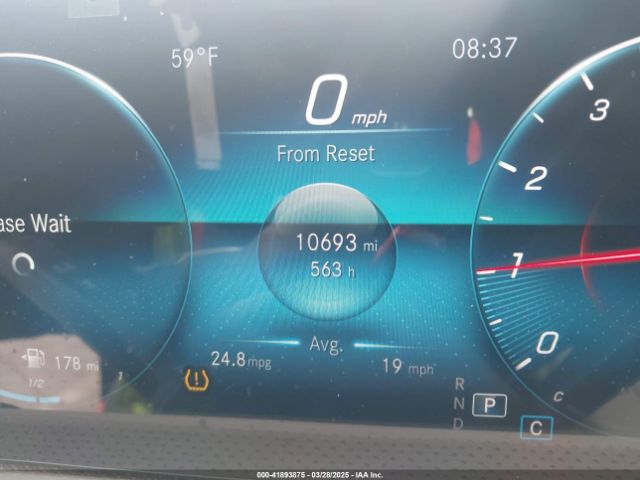 59°F
08:37
0 mph
From Reset
3
2
ase Wait
10693 mi
563 h
1
Avg.
0
24.8 mpg
19 mph
178 mi
1/2
1
R
N
P
D
C
C
000-41893875 | 03/28/2025 - IAA Inc.